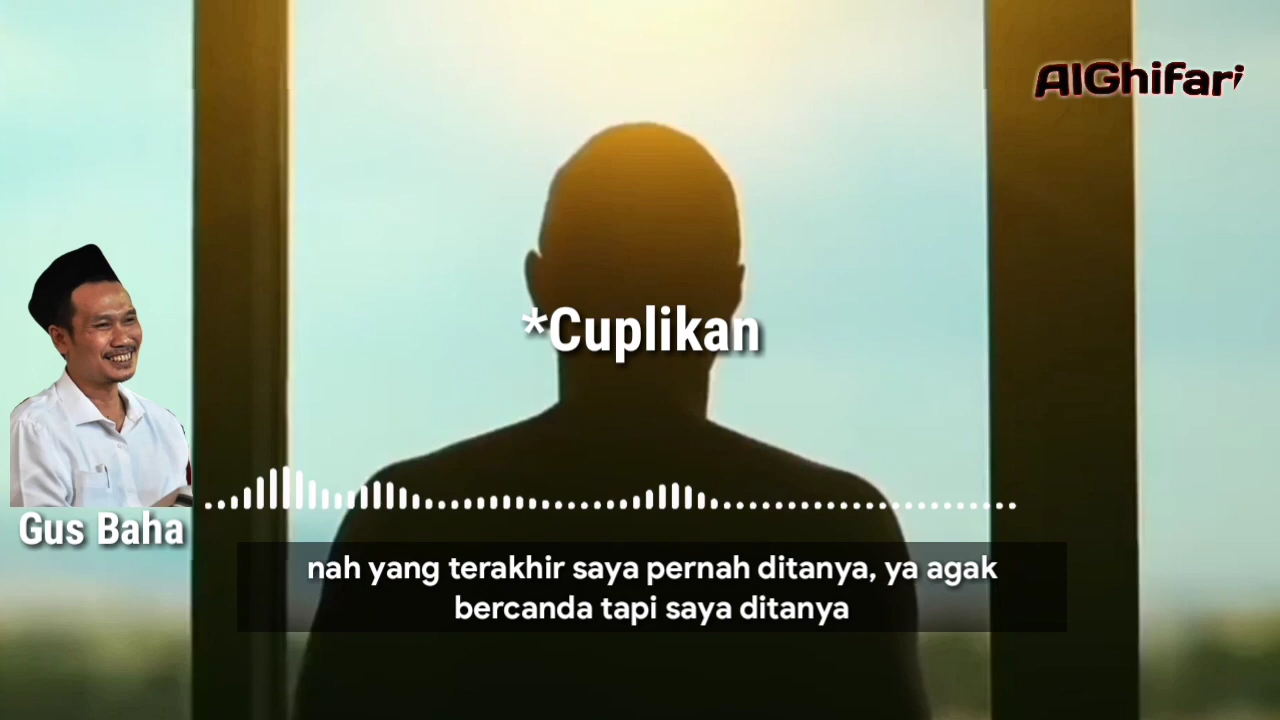 AlGhifari
*Cuplikan
Gus Baha
nah yang terakhir saya pernah ditanya, ya agak
bercanda tapi saya ditanya